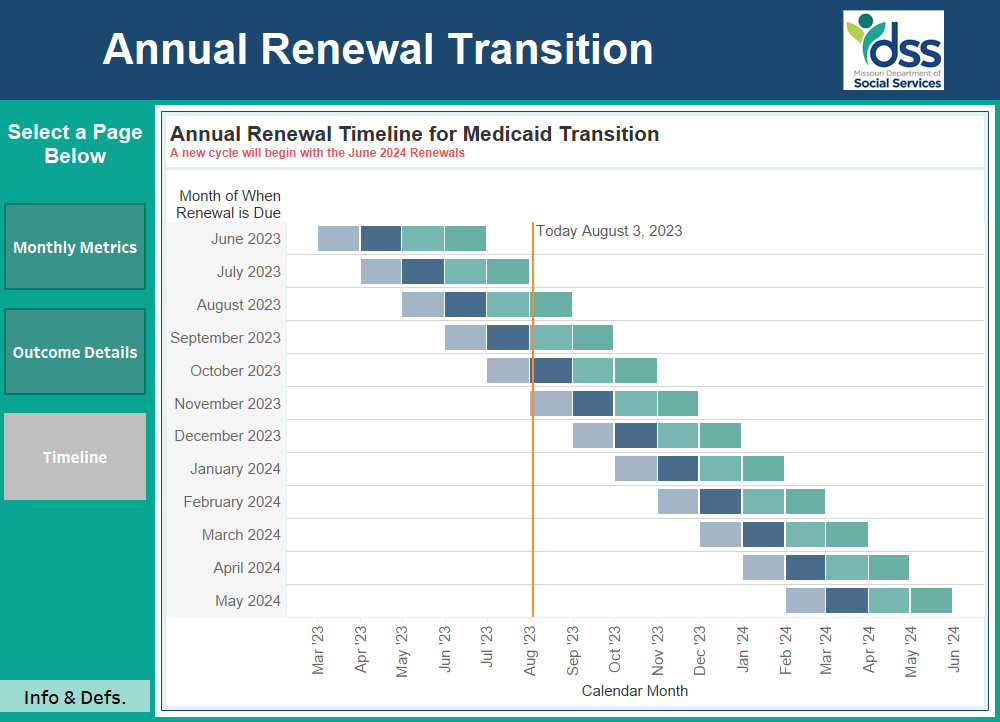 Annual Renewal Transition
dss
Missouri Department of
Social Services
Select a Page
Below
Monthly Metrics
Outcome Details
Timeline
Info & Defs.
Annual Renewal Timeline for Medicaid Transition
A new cycle will begin with the June 2024 Renewals
Month of When
Renewal is Due
Today August 3, 2023
June 2023
July 2023
August 2023
September 2023
October 2023
November 2023
December 2023
January 2024
February 2024
March 2024
April 2024
May 2024
Mar '23
Apr '23
May '23
Jun '23
Jul '23
Aug '23
Sep '23
Oct '23
Nov '23
Dec '23
Jan '24
Feb '24
Mar '24
Apr '24
May '24
Jun '24
Calendar Month